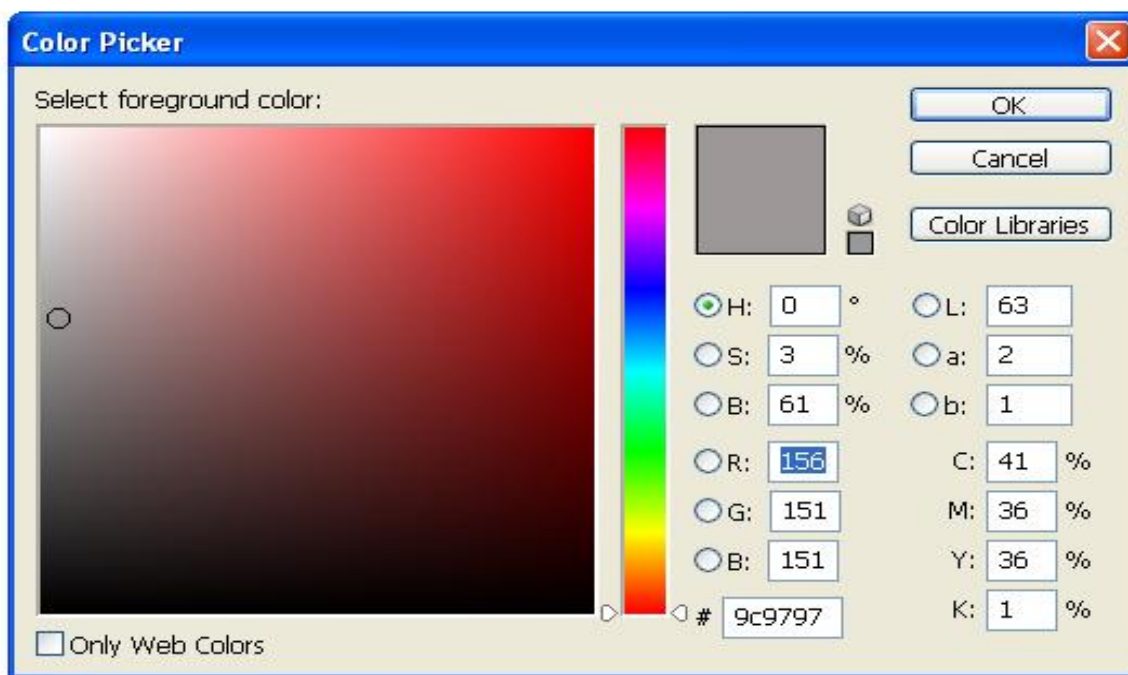 Color Picker
Select foreground color:
OK
Cancel
Color Libraries
H: 0 °
S: 3 %
B: 61 %
R: 156
G: 151
B: 151
# 9c9797
L: 63
a: 2
b: 1
C: 41 %
M: 36 %
Y: 36 %
K: 1 %
Only Web Colors